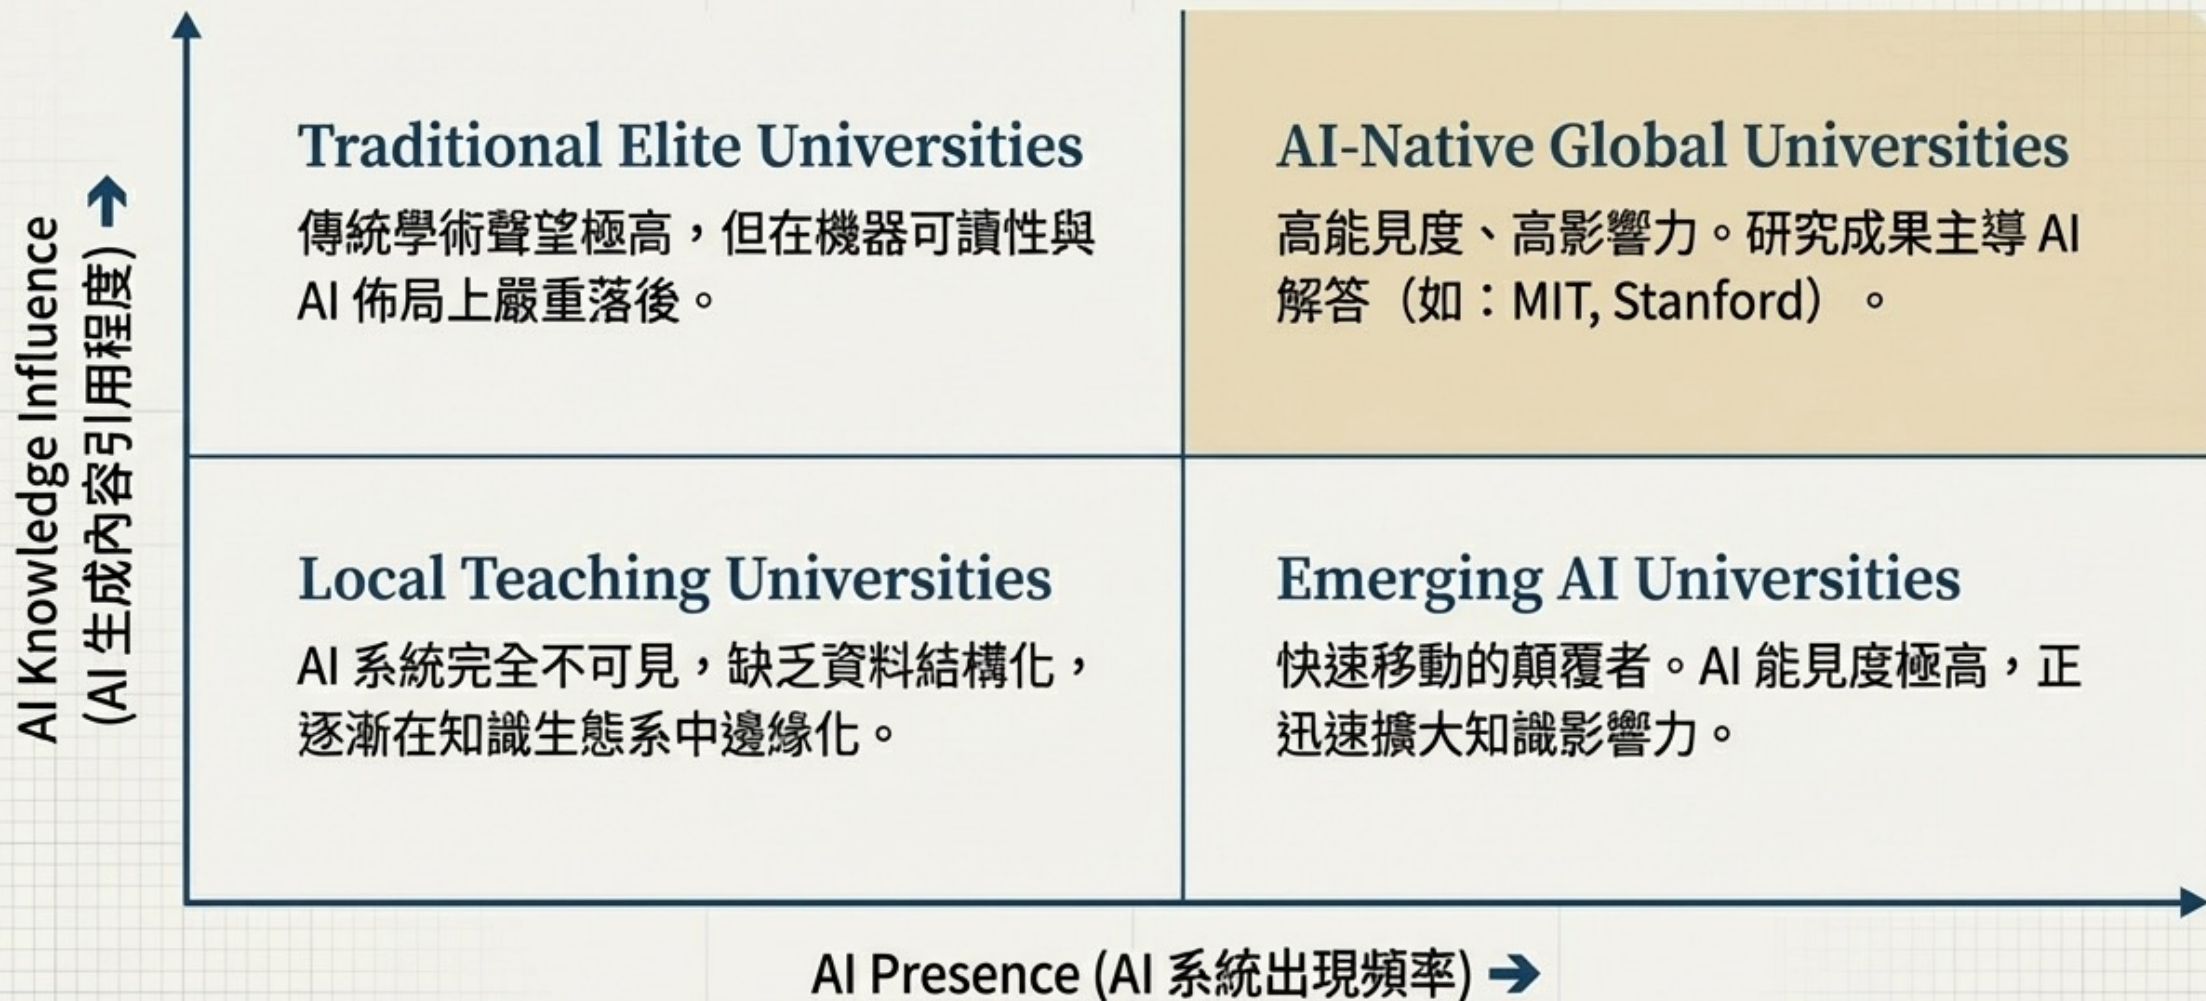 Traditional Elite Universities
傳統學術聲望極高，但在機器可讀性與
AI 佈局上嚴重落後。
AI-Native Global Universities
高能見度、高影響力。研究成果主導 AI
解答（如：MIT, Stanford）。
Local Teaching Universities
AI 系統完全不可見，缺乏資料結構化，
逐漸在知識生態系中邊緣化。
Emerging AI Universities
快速移動的顛覆者。AI 能見度極高，正
迅速擴大知識影響力。
AI Knowledge Influence
(AI 生成內容引用程度) ➔
AI Presence (AI 系統出現頻率) ➔